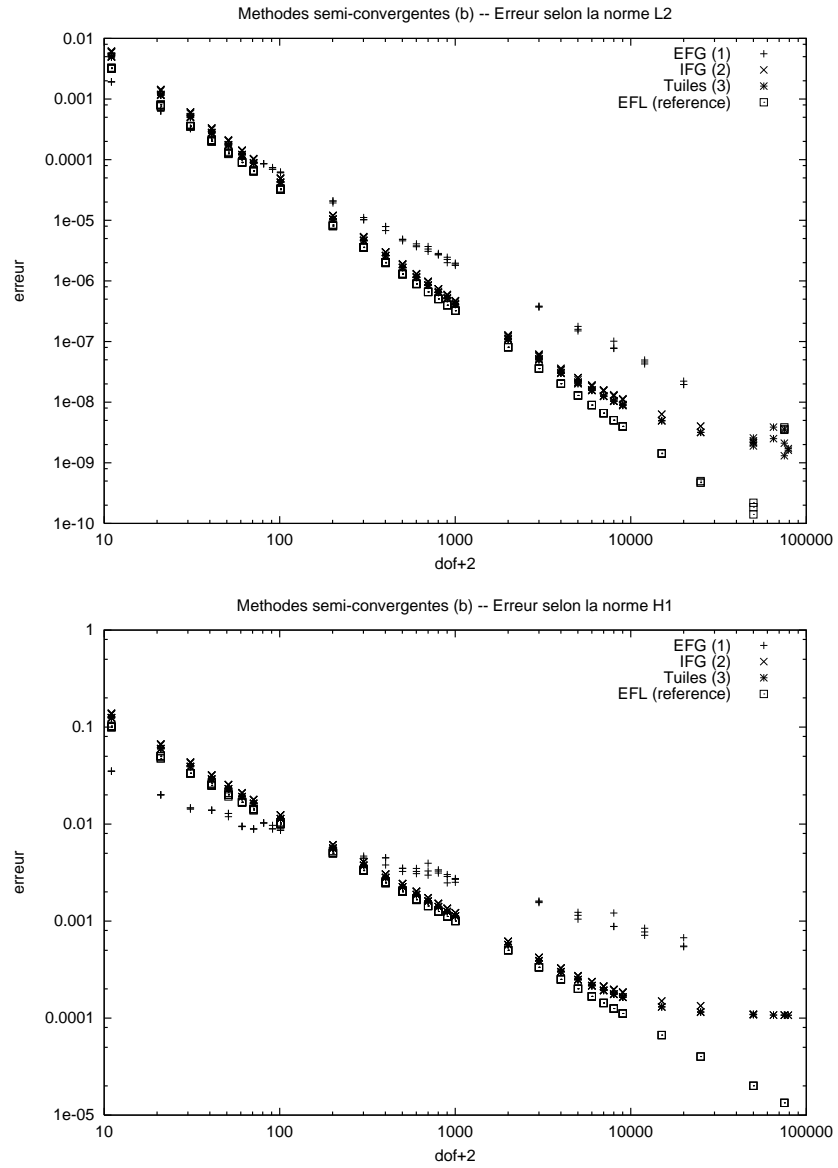 Methodes semi-convergentes (b) -- Erreur selon la norme L2
0.01
0.001
0.0001
1e-05
1e-06
1e-07
1e-08
1e-09
1e-10
erreur
EFG (1)
IFG (2)
Tuiles (3)
EFL (reference)
10
100
1000
10000
100000
dof+2
Methodes semi-convergentes (b) -- Erreur selon la norme H1
1
0.1
0.01
0.001
0.0001
1e-05
erreur
EFG (1)
IFG (2)
Tuiles (3)
EFL (reference)
10
100
1000
10000
100000
dof+2